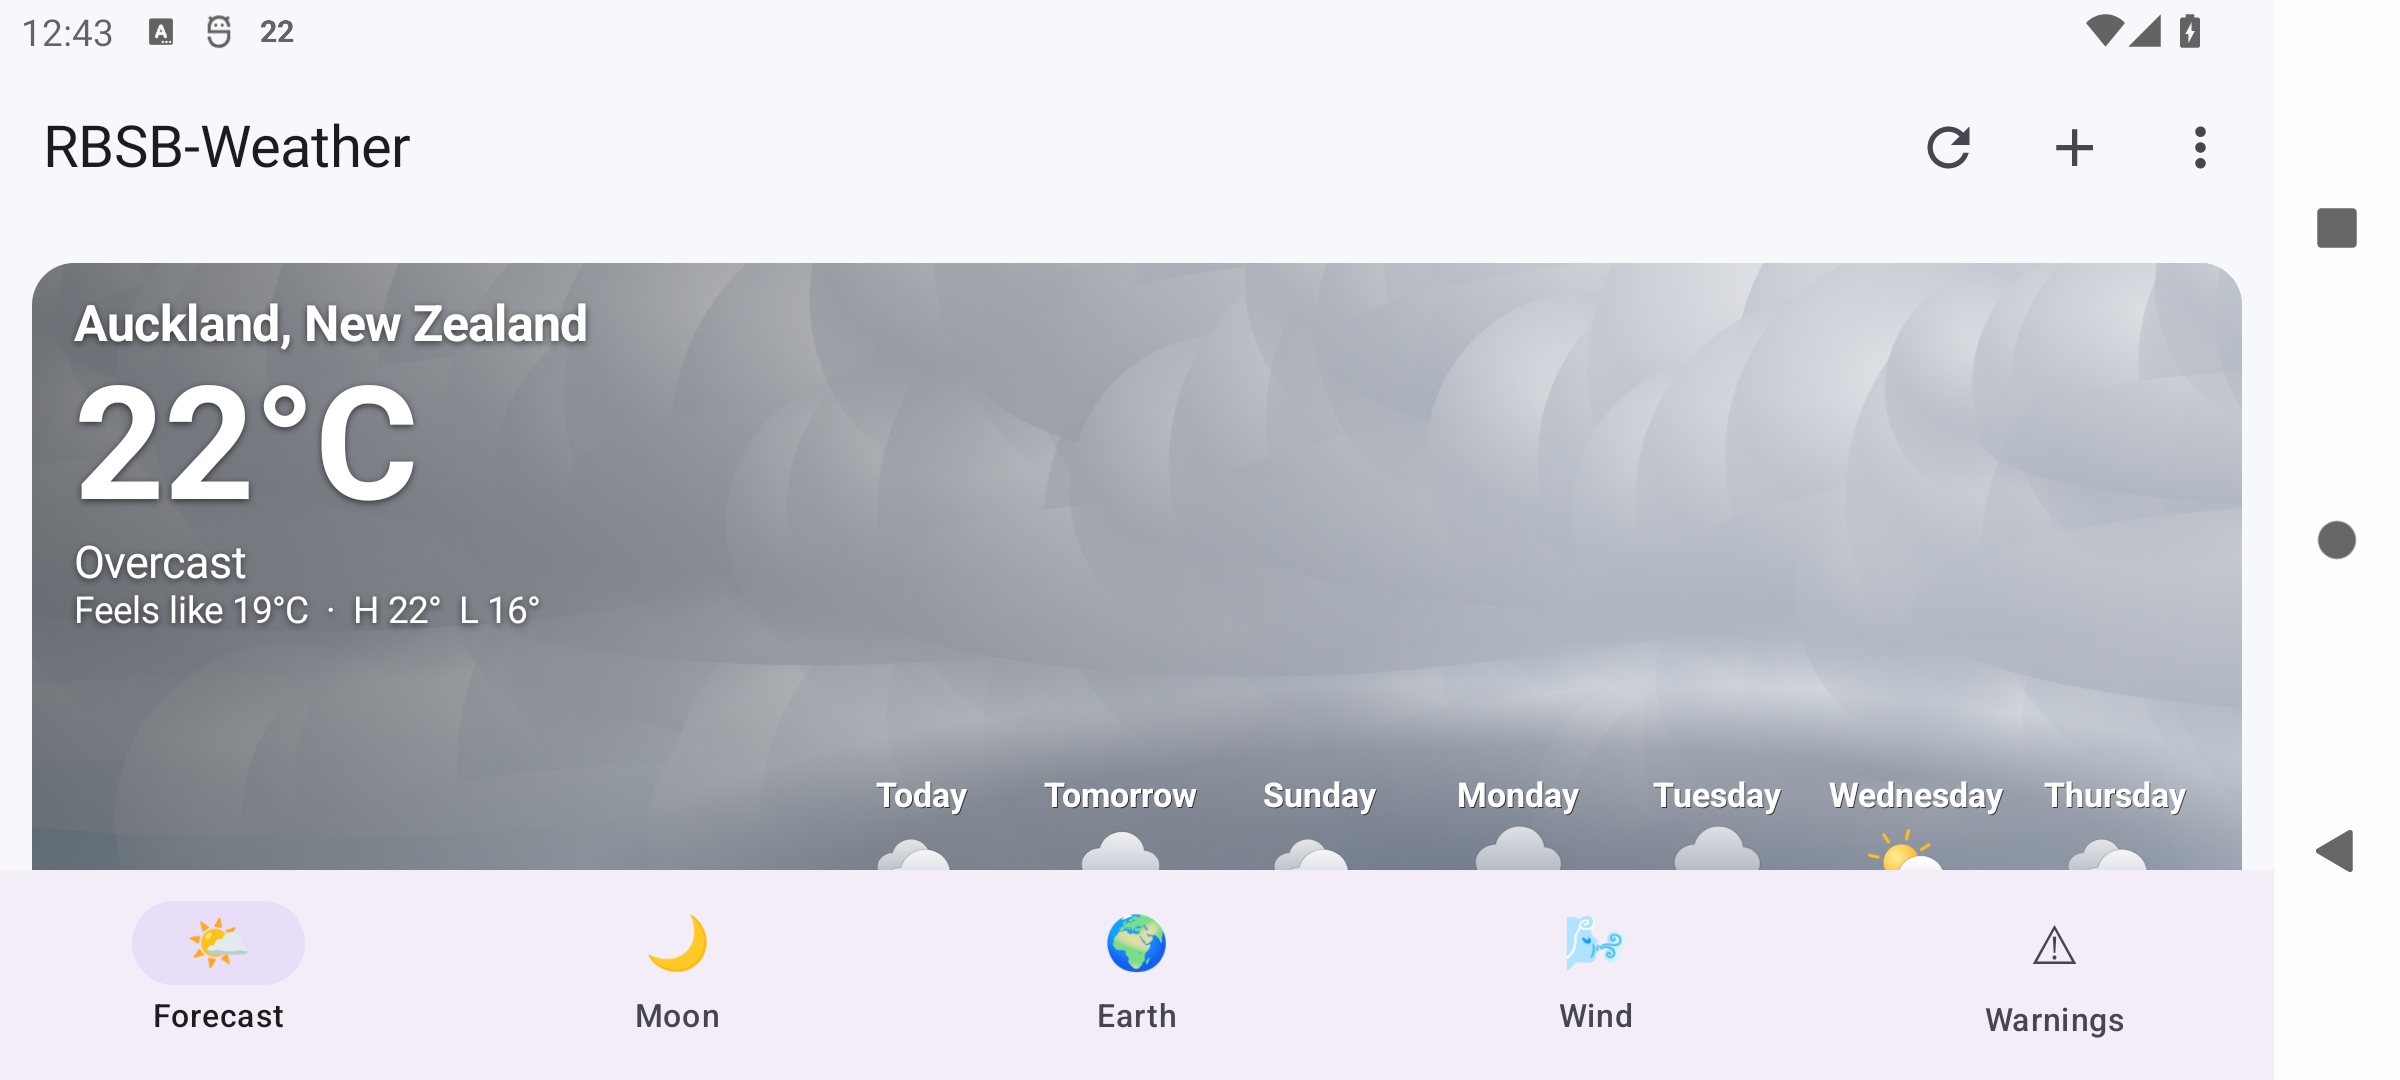 12:43 22
RBSB-Weather
Auckland, New Zealand
22°C
Overcast
Feels like 19°C · H 22° L 16°
Today Tomorrow Sunday Monday Tuesday Wednesday Thursday
Forecast Moon Earth Wind Warnings